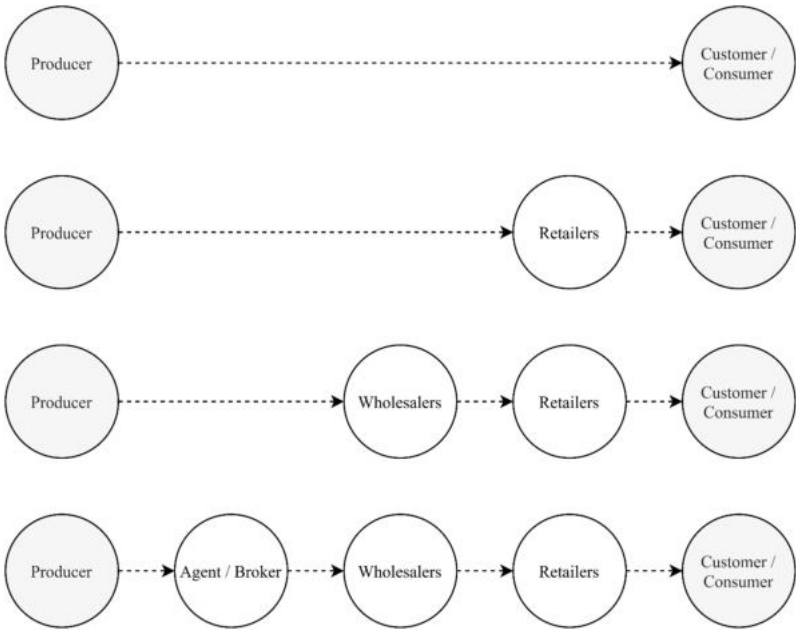 Producer
Customer /
Consumer
Producer
Retailers
Customer /
Consumer
Producer
Wholesalers
Retailers
Customer /
Consumer
Producer
Agent / Broker
Wholesalers
Retailers
Customer /
Consumer